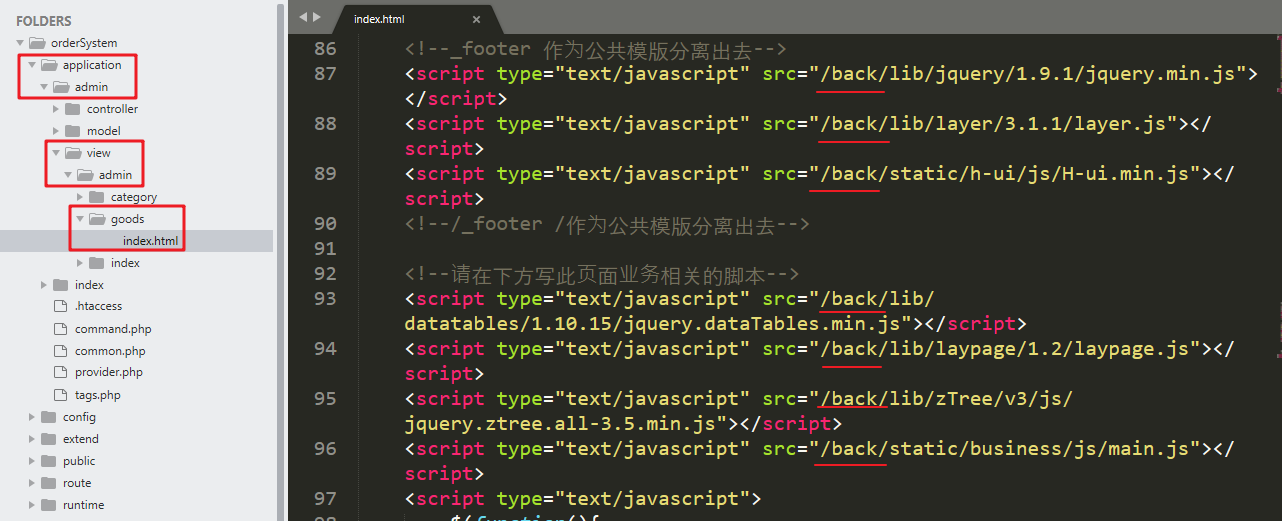 FOLDERS
orderSystem
application
admin
controller
model
view
admin
category
goods
index.html
index
index
.htaccess
command.php
common.php
provider.php
tags.php
config
extend
public
route
runtime
index.html ×
86 <!--_footer 作为公共模版分离出去-->
87 <script type="text/javascript" src="/back/lib/jquery/1.9.1/jquery.min.js">
</script>
88 <script type="text/javascript" src="/back/lib/layer/3.1.1/layer.js"></
script>
89 <script type="text/javascript" src="/back/static/h-ui/js/H-ui.min.js"></
script>
90 <!--/_footer /作为公共模版分离出去-->
91
92 <!--请在下方写此页面业务相关的脚本-->
93 <script type="text/javascript" src="/back/lib/
datatables/1.10.15/jquery.dataTables.min.js"></script>
94 <script type="text/javascript" src="/back/lib/laypage/1.2/laypage.js"></
script>
95 <script type="text/javascript" src="/back/lib/zTree/v3/js/
jquery.ztree.all-3.5.min.js"></script>
96 <script type="text/javascript" src="/back/static/business/js/main.js"></
script>
97 <script type="text/javascript">
98 $(function(){